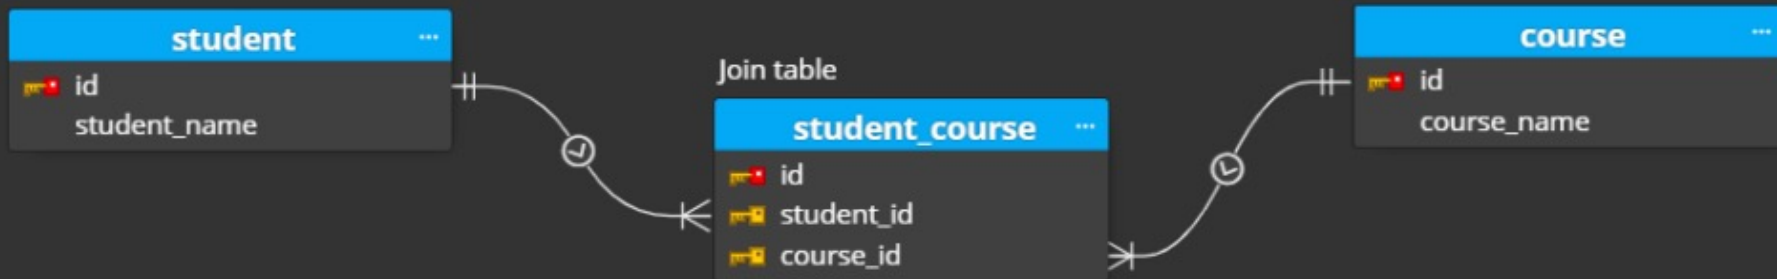 student
id
student_name
Join table
student_course
id
student_id
course_id
course
id
course_name